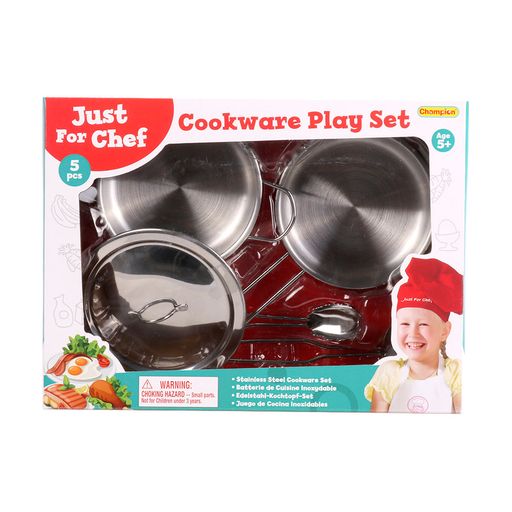 Just
For Chef
Cookware Play Set
Champion
Age
5+
5
pcs
Just For Chef
WARNING:
CHOKING HAZARD — Small parts.
Not for Children under 3 years.
• Stainless Steel Cookware Set
• Batterie de Cuisine Inoxydable
• Edelstahl-Kochtopf-Set
• Juego de Cocina Inoxidables